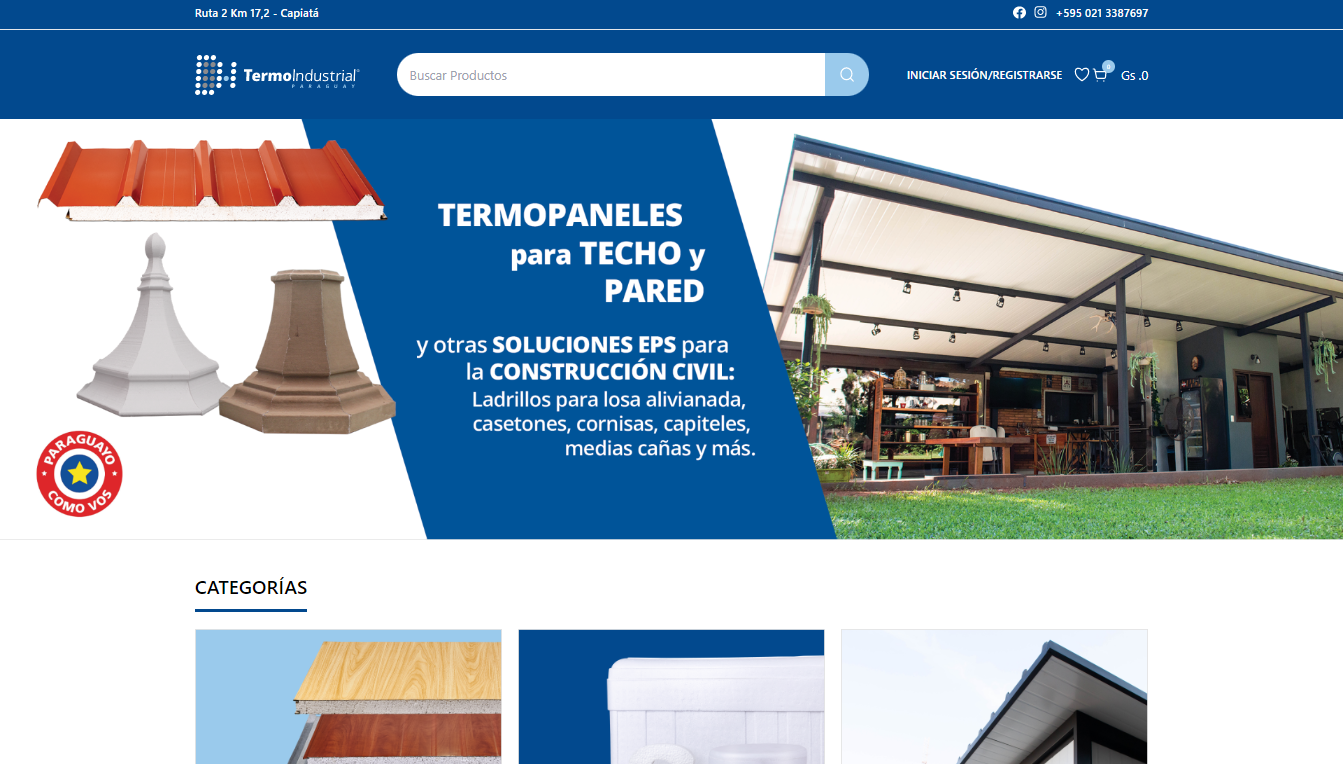 Ruta 2 Km 17,2 - Capiatá
+595 021 3387697
TermoIndustrial
PARAGUAY
Buscar Productos
INICIAR SESIÓN/REGISTRARSE
0
Gs .0
TERMOPANELES
para TECHO y
PARED
y otras SOLUCIONES EPS para
la CONSTRUCCIÓN CIVIL:
Ladrillos para losa alivianada,
casetones, cornisas, capiteles,
medias cañas y más.
PARAGUAYO
COMO VOS
CATEGORÍAS